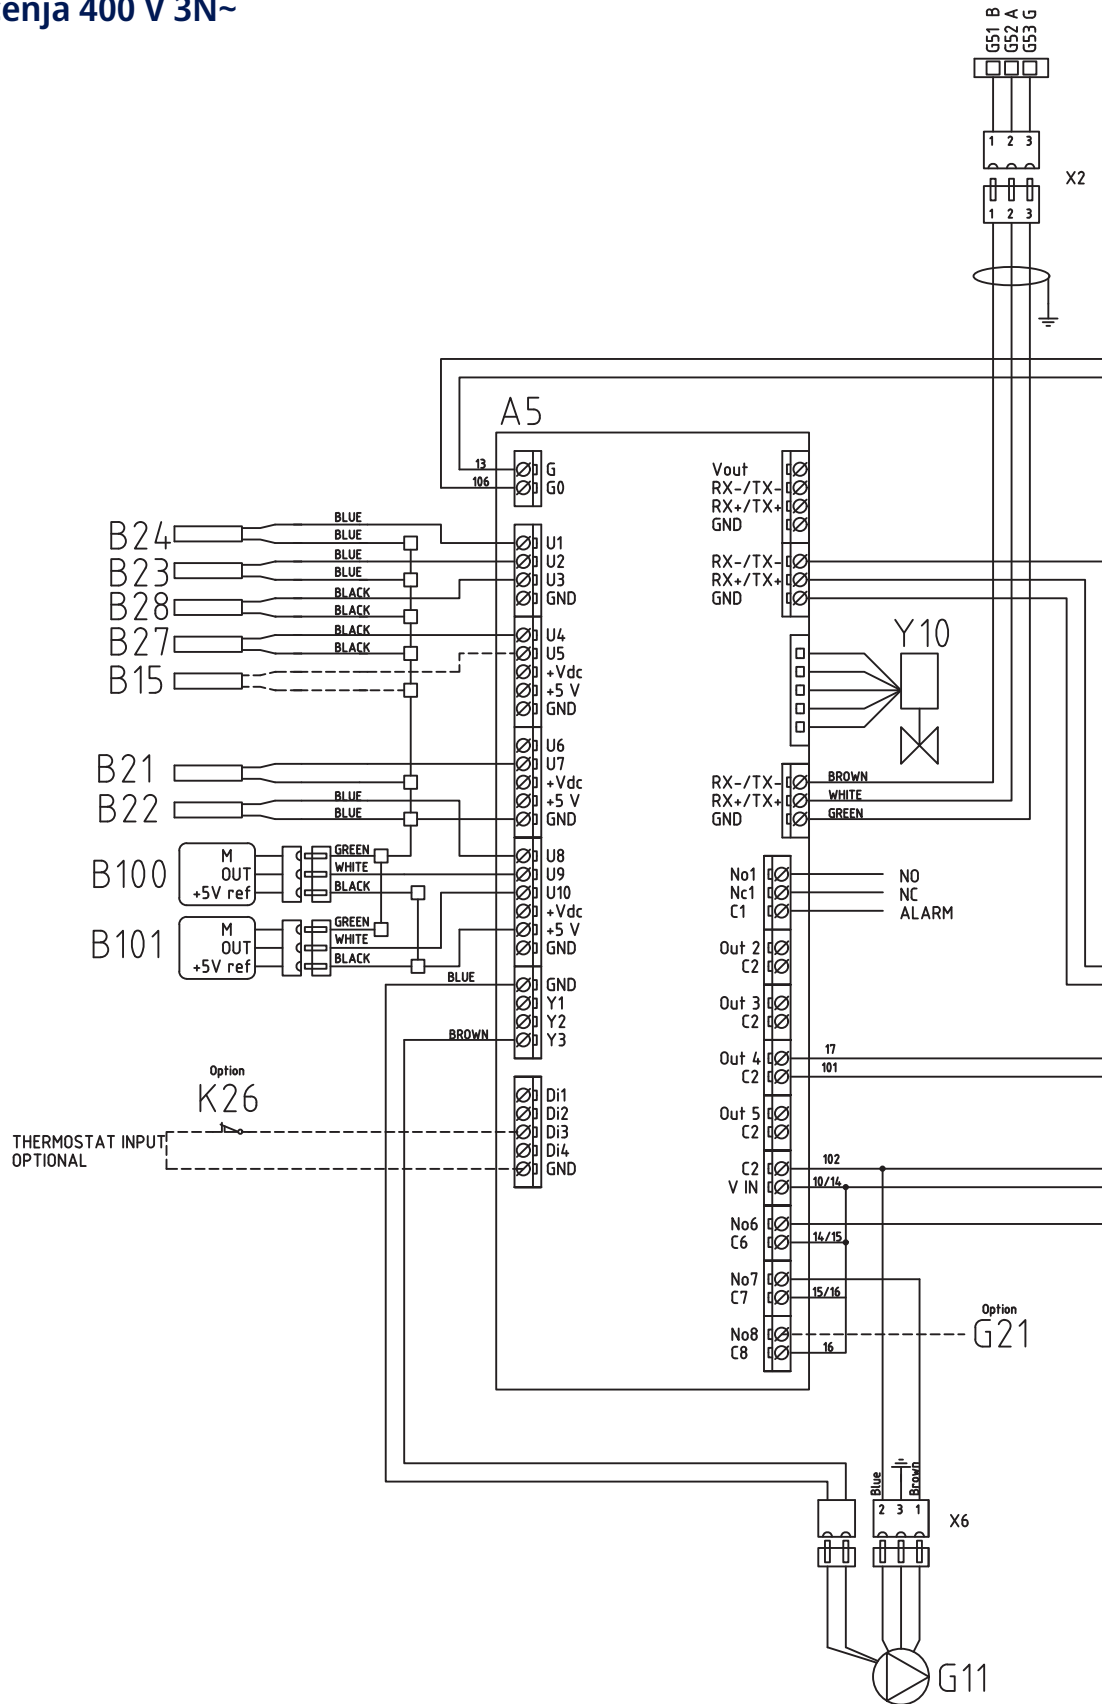 enja 400 V 3N~
G51 B
G52 A
G53 G
1 2 3
X2
1 2 3
A5
13 G
106 G0
Vout
RX-/TX-
RX+/TX+
GND
B24 BLUE
BLUE
B23 BLUE
BLUE
B28 BLACK
BLACK
B27 BLACK
BLACK
B15
U1
U2
U3
GND
U4
U5
+Vdc
+5 V
GND
RX-/TX-
RX+/TX+
GND
Y10
B21
B22 BLUE
BLUE
U6
U7
+Vdc
+5 V
GND
RX-/TX- BROWN
RX+/TX+ WHITE
GND GREEN
B100
M GREEN
OUT WHITE
+5V ref BLACK
B101
M GREEN
OUT WHITE
+5V ref BLACK
U8
U9
U10
+Vdc
+5 V
GND
No1 NO
Nc1 NC
C1 ALARM
Out 2
C2
BLUE GND
Y1
Y2
BROWN Y3
Out 3
C2
Out 4 17
C2 101
Option
K26
THERMOSTAT INPUT
OPTIONAL
Di1
Di2
Di3
Di4
GND
Out 5
C2
C2 102
V IN 10/14
No6
C6 14/15
No7
C7 15/16
No8
C8 16
Option
G21
Blue
Brown
2 3 1
X6
G11